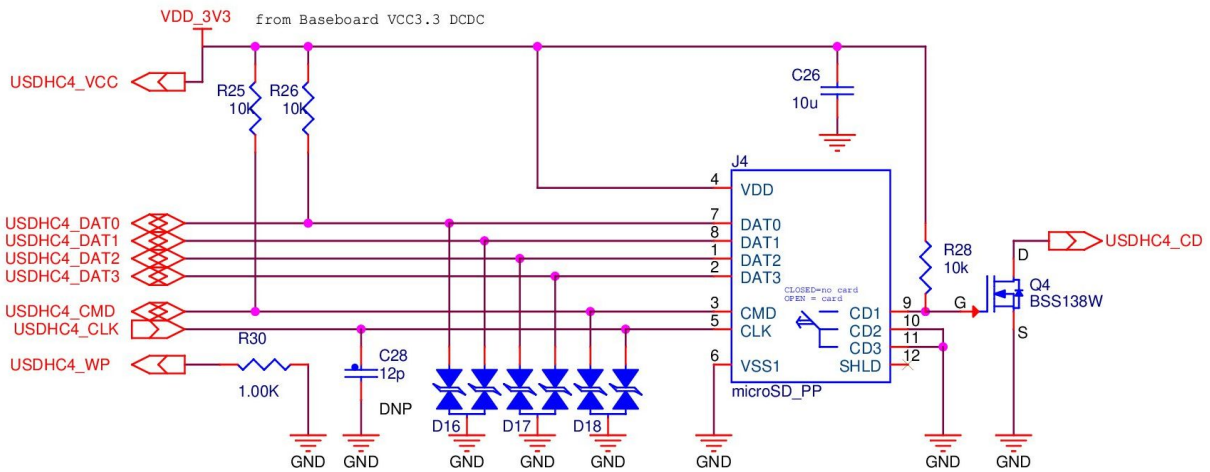 VDD_3V3
from Baseboard VCC3.3 DCDC
USDHC4_VCC
R25
10K
R26
10K
C26
10u
J4
4
VDD
USDHC4_DAT0
7
DAT0
USDHC4_DAT1
8
DAT1
USDHC4_DAT2
1
DAT2
USDHC4_DAT3
2
DAT3
USDHC4_CMD
3
CMD
USDHC4_CLK
5
CLK
USDHC4_WP
6
VSS1
CLOSED=no card
OPEN = card
CD1
9
CD2
10
CD3
11
SHLD
12
microSD_PP
R28
10k
USDHC4_CD
D
G
S
Q4
BSS138W
R30
1.00K
C28
12p
DNP
D16
D17
D18
GND
GND
GND
GND
GND
GND
GND
GND